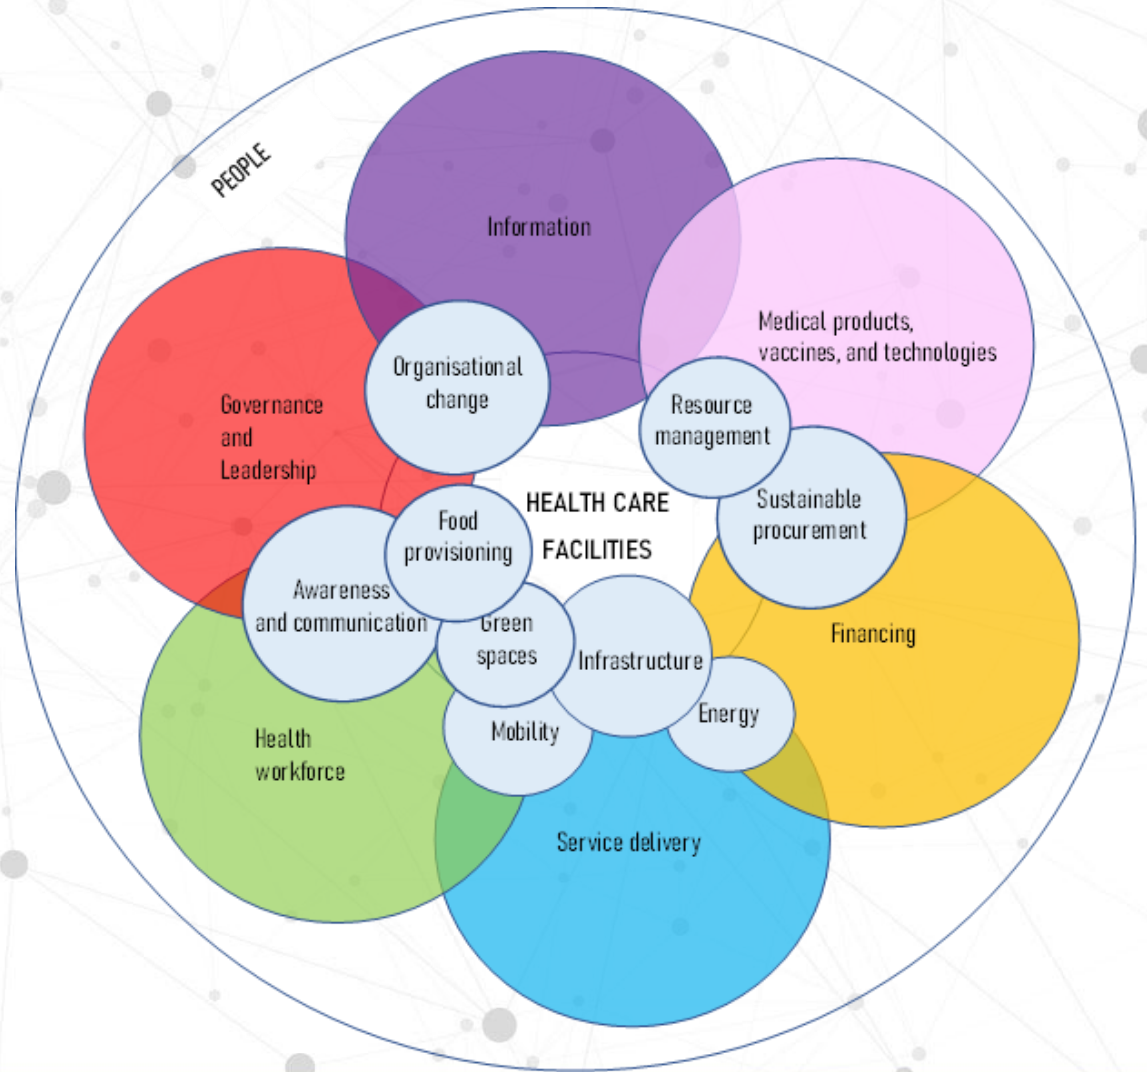 PEOPLE
Information
Medical products,
vaccines, and technologies
Organisational
change
Governance
and
Leadership
Resource
management
HEALTH CARE
FACILITIES
Sustainable
procurement
Food
provisioning
Awareness
and communication
Green
spaces
Infrastructure
Financing
Energy
Mobility
Health
workforce
Service delivery